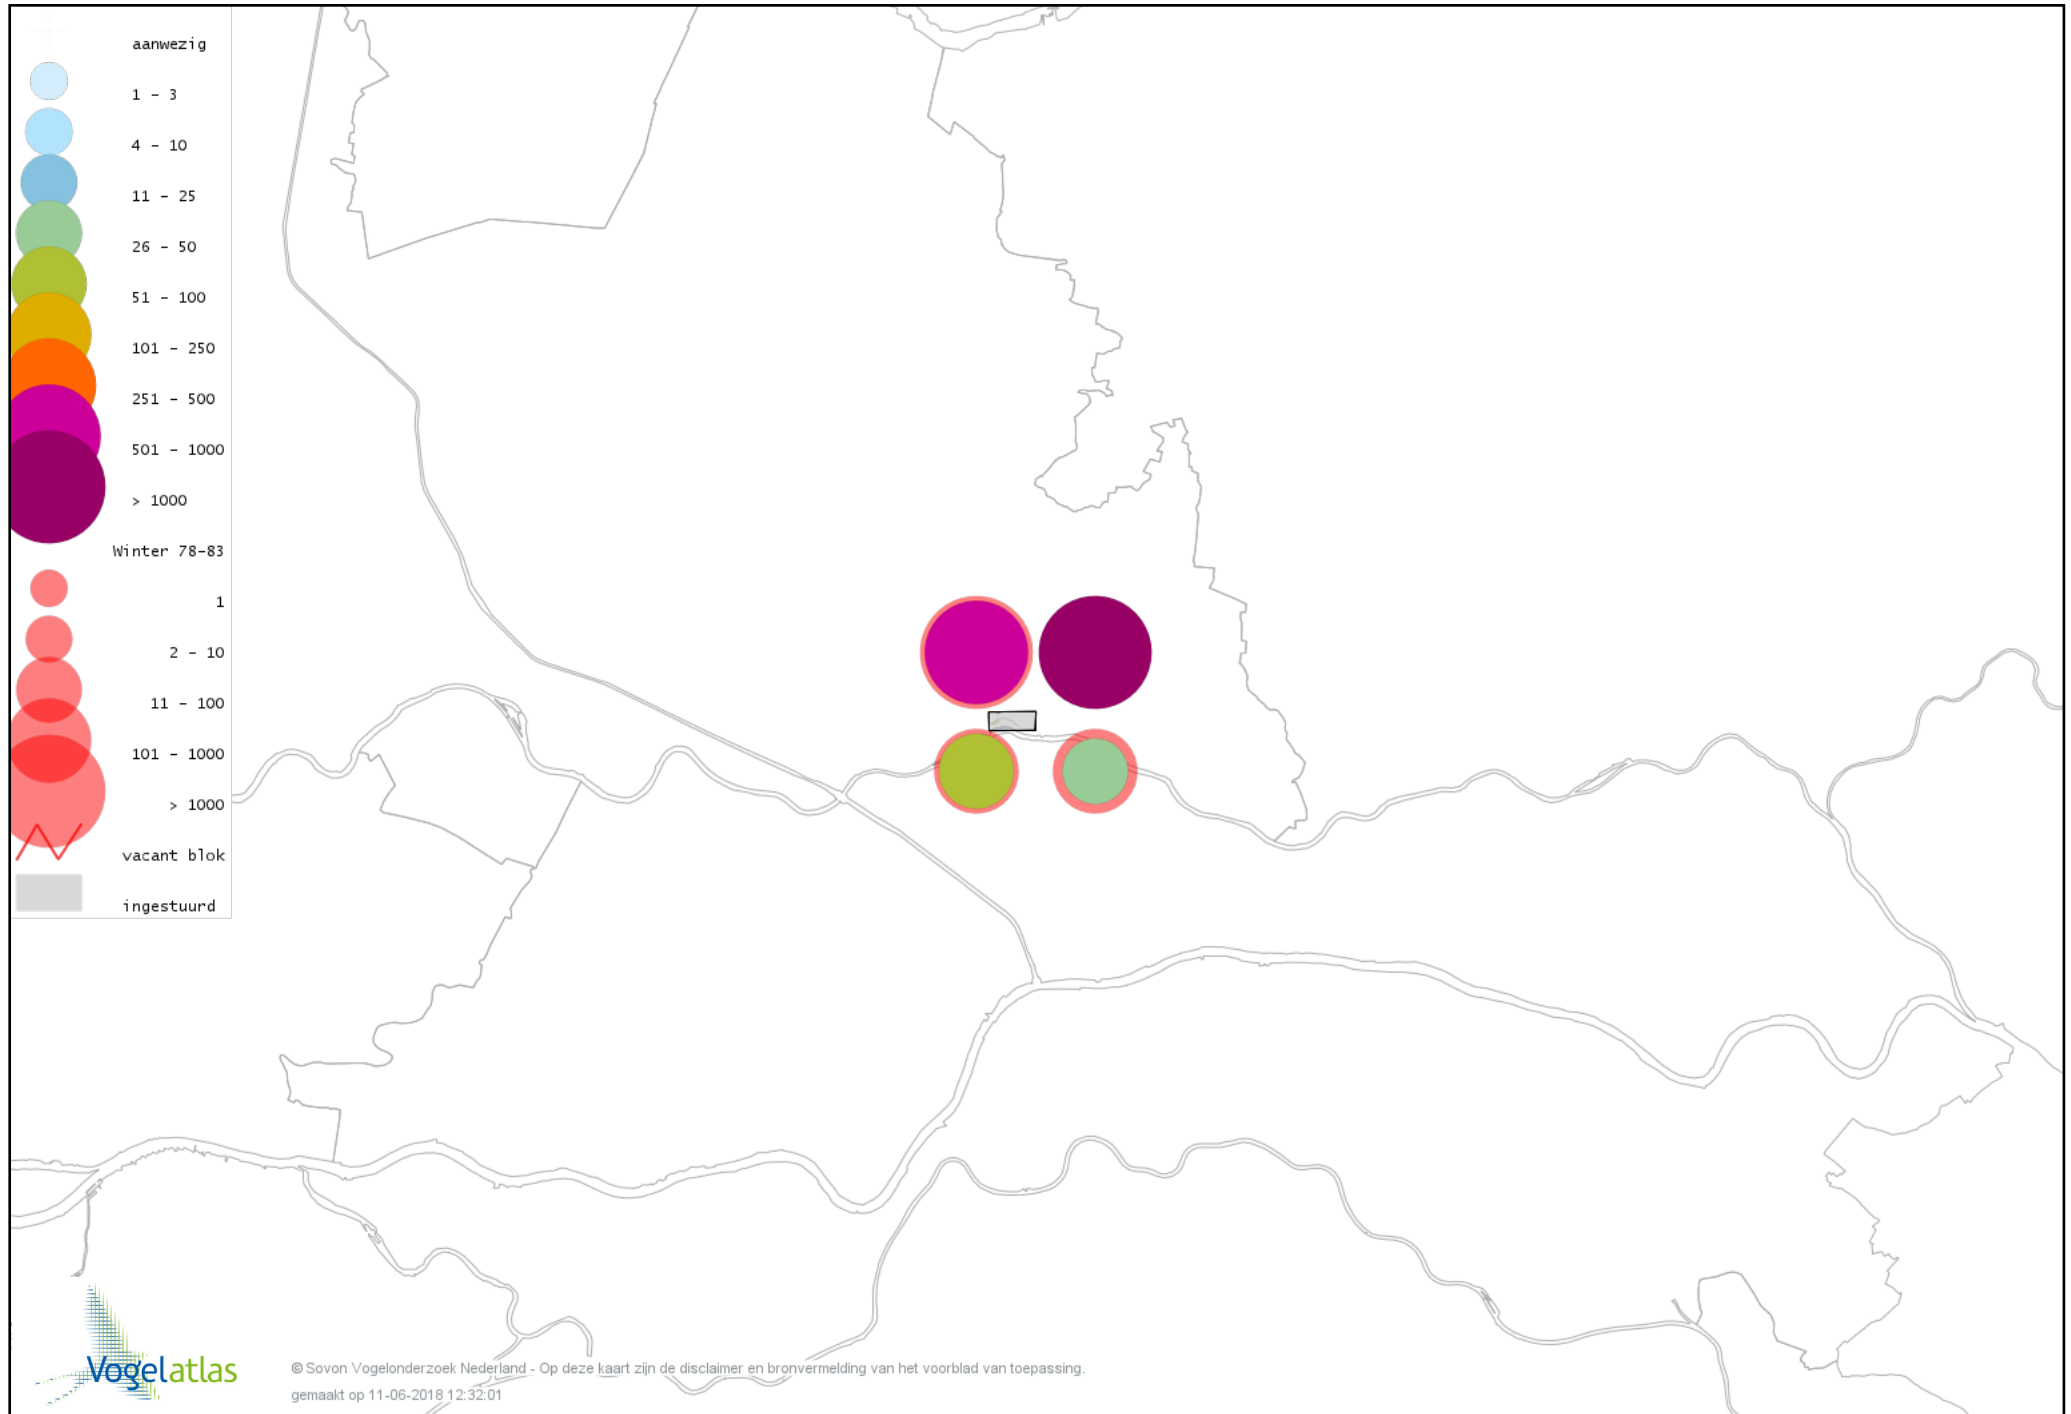 aanwezig
1 - 3
4 - 10
11 - 25
26 - 50
51 - 100
101 - 250
251 - 500
501 - 1000
> 1000
Winter 78-83
1
2 - 10
11 - 100
101 - 1000
> 1000
vacant blok
ingestuurd
Vogelatlas
© Sovon Vogelonderzoek Nederland - Op deze kaart zijn de disclaimer en bronvermelding van het voorblad van toepassing.
gemaakt op 11-06-2018 12:32:01